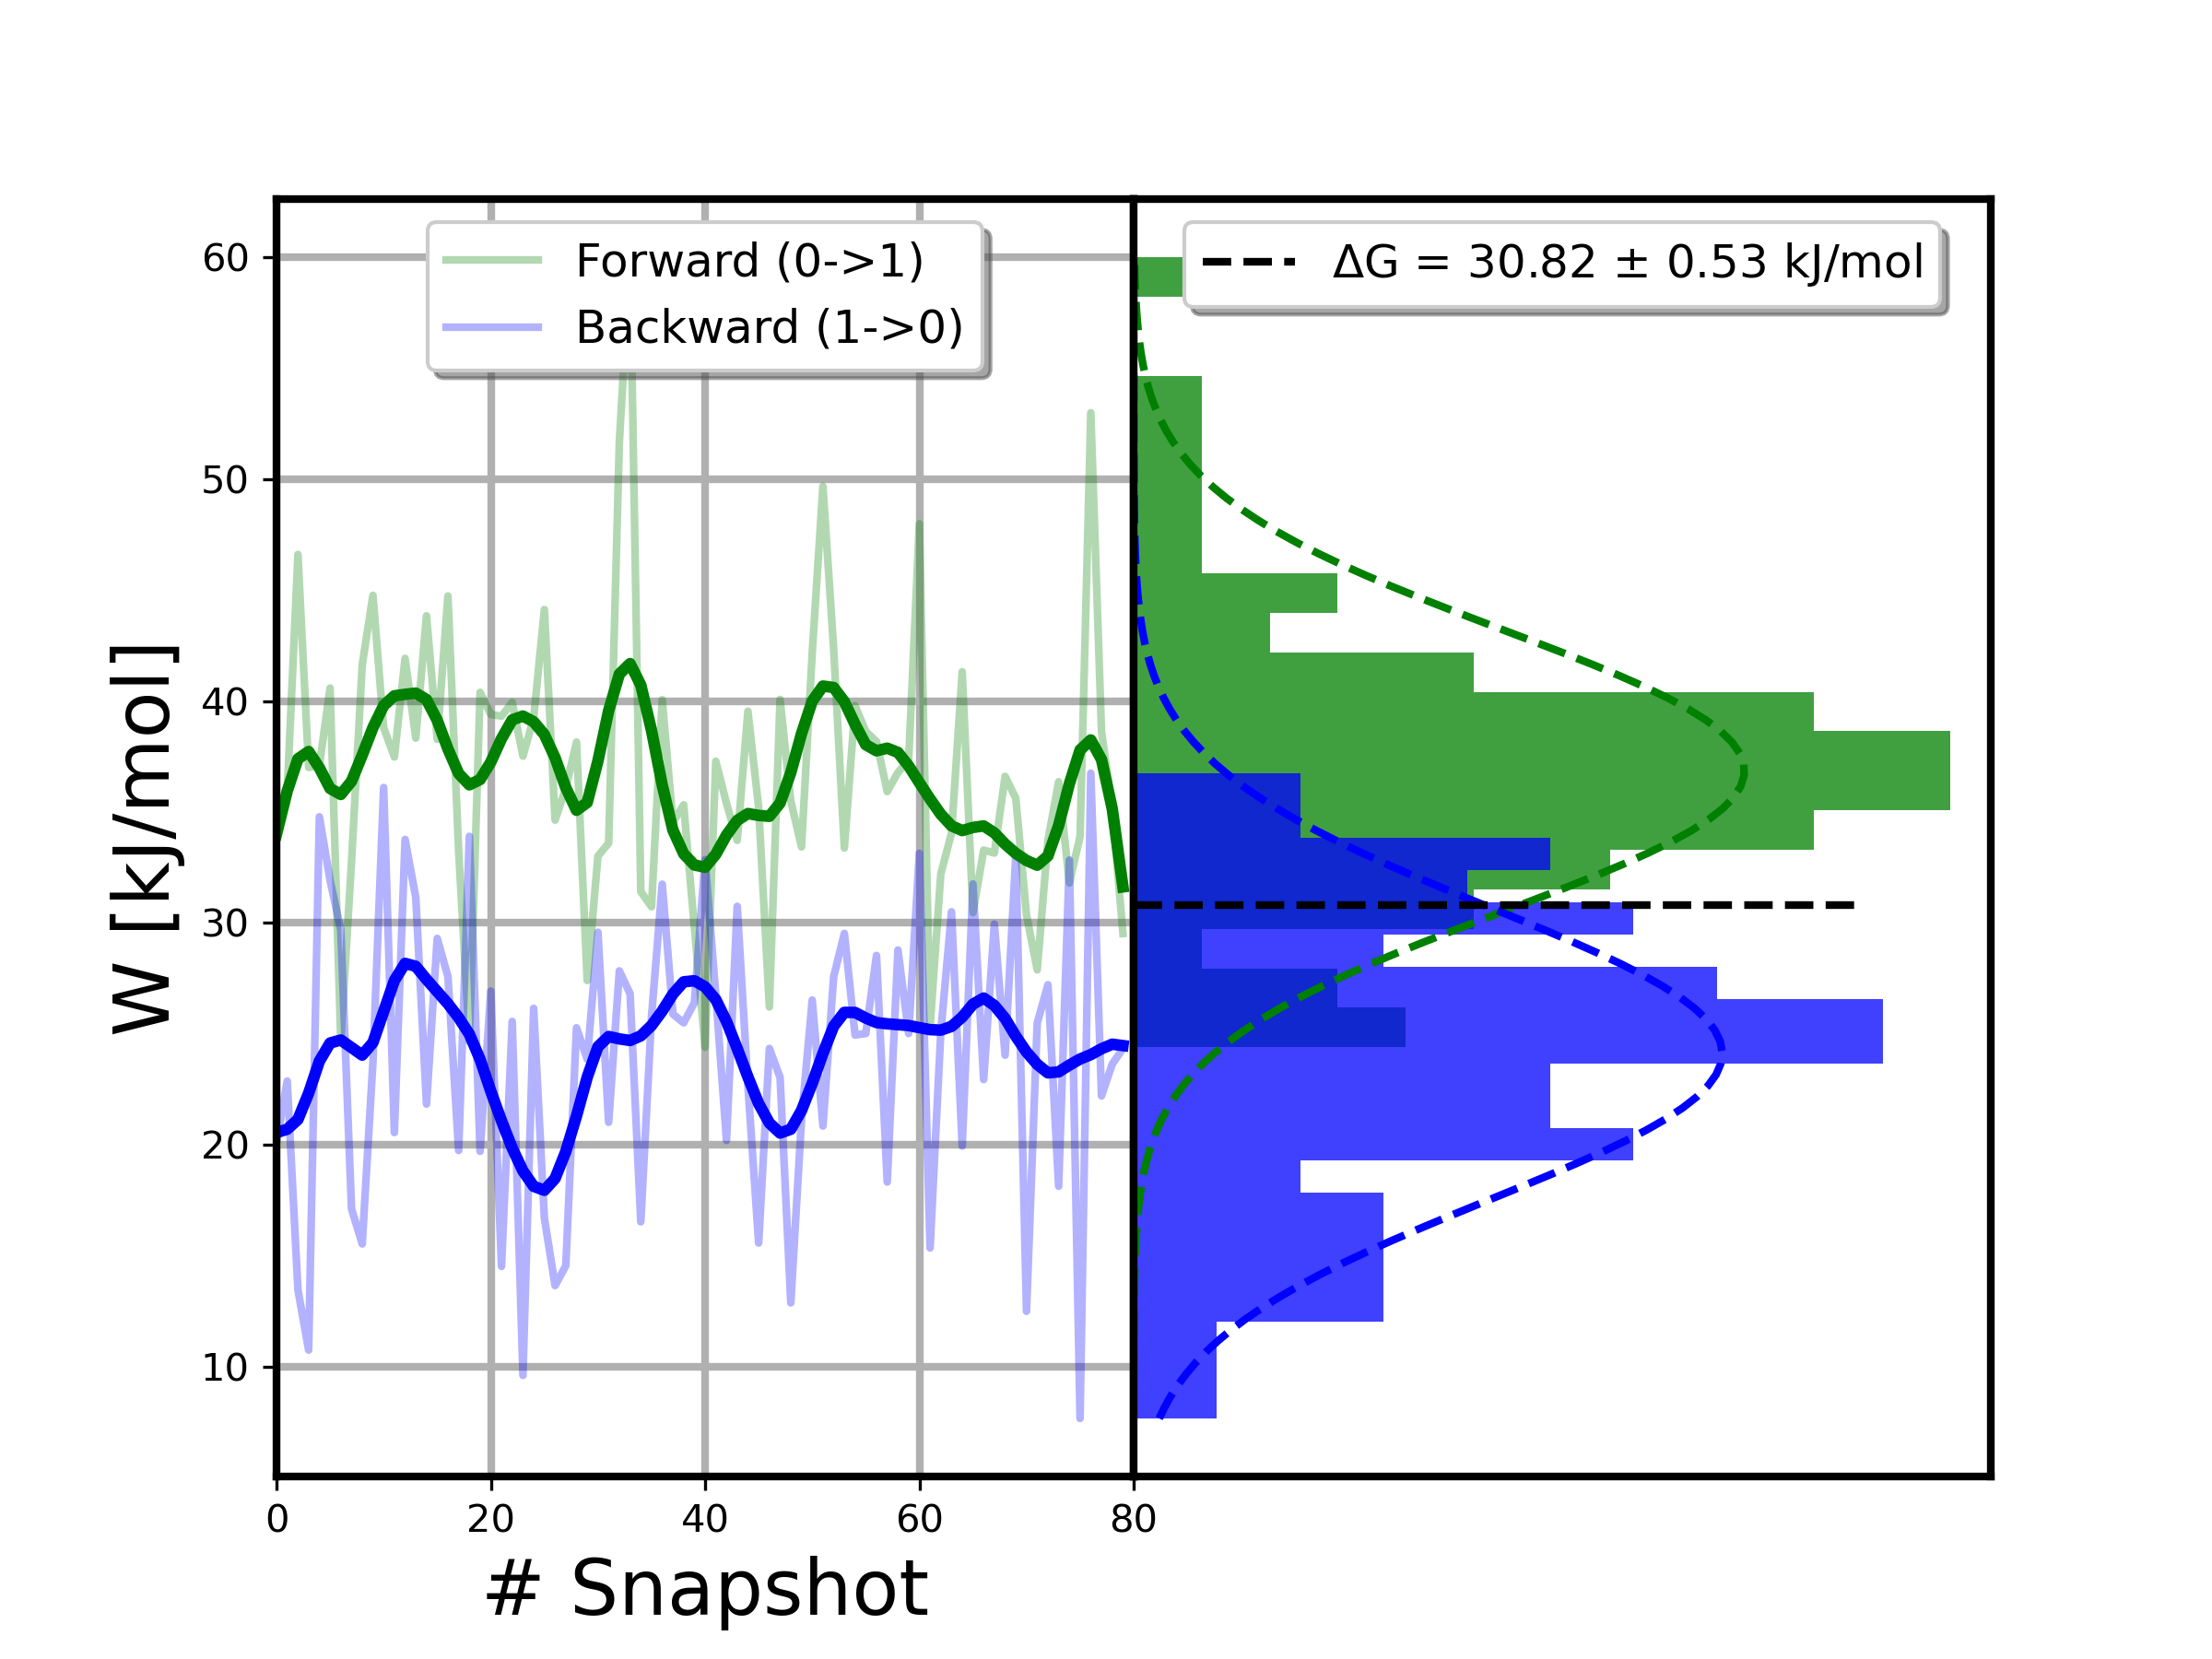 Forward (0->1)
Backward (1->0)
ΔG = 30.82 ± 0.53 kJ/mol
60
50
40
30
20
10
W [kJ/mol]
0 20 40 60 80
# Snapshot